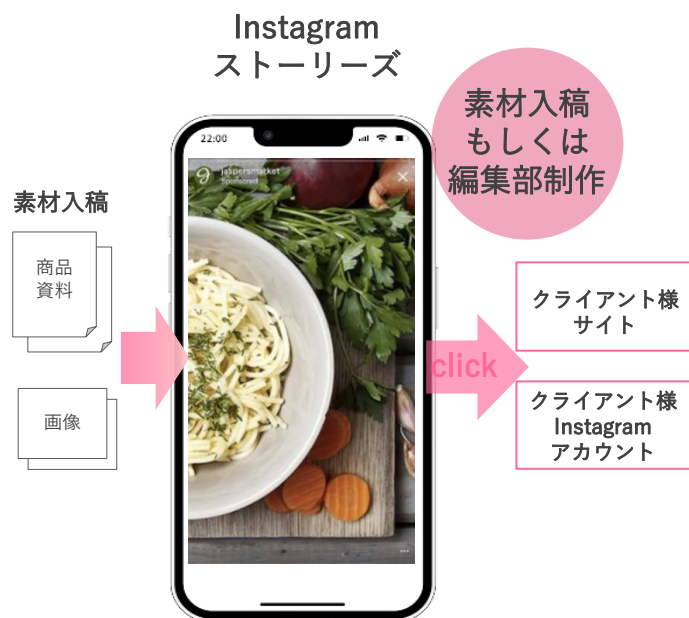 Instagram
ストーリーズ
素材入稿
もしくは
編集部制作
22:00
jaspersmarket
Sponsored
素材入稿
商品
資料
画像
click
クライアント様
サイト
クライアント様
Instagram
アカウント